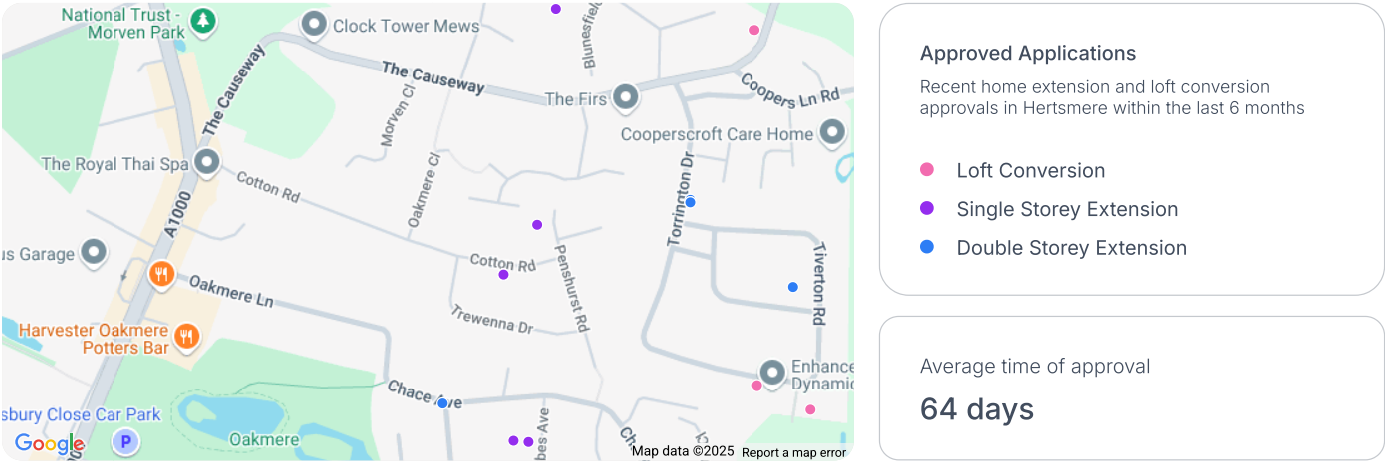 National Trust -
Morven Park
Clock Tower Mews
The Causeway
The Causeway
The Firs
Coopers Ln Rd
Cooperscroft Care Home
Morven Cl
The Royal Thai Spa
Cotton Rd
Oakmere Cl
Torrington Dr
A1000
us Garage
Cotton Rd
Penshurst Rd
Tiverton Rd
Oakmere Ln
Trewenna Dr
Harvester Oakmere
Potters Bar
Enhance
Dynamic
Chace Ave
sbury Close Car Park
P
Google
Oakmere
bes Ave
Map data ©2025
Report a map error
Approved Applications
Recent home extension and loft conversion
approvals in Hertsmere within the last 6 months
Loft Conversion
Single Storey Extension
Double Storey Extension
Average time of approval
64 days